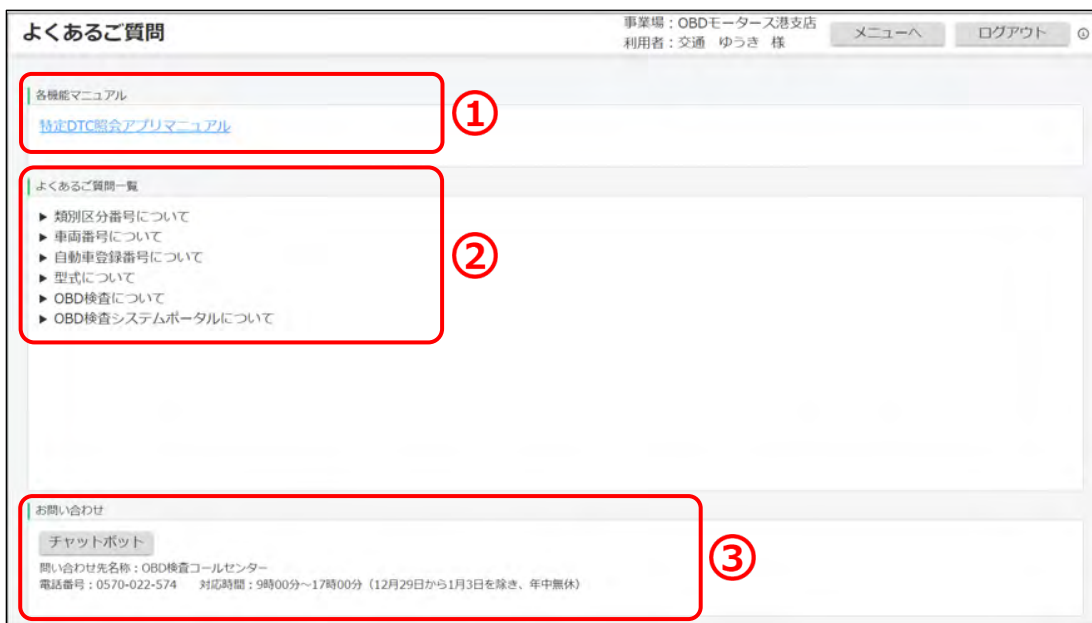 よくあるご質問
事業場:OBDモータース港支店
利用者:交通 ゆうき 様
メニューへ
ログアウト
各機能マニュアル
特定DTC照会アプリマニュアル
①
よくあるご質問一覧
▶ 類別区分番号について
▶ 車両番号について
▶ 自動車登録番号について
▶ 型式について
▶ OBD検査について
▶ OBD検査システムポータルについて
②
お問い合わせ
チャットボット
問い合わせ先名称:OBD検査コールセンター
電話番号:0570-022-574 対応時間:9時00分~17時00分(12月29日から1月3日を除き、年中無休)
③